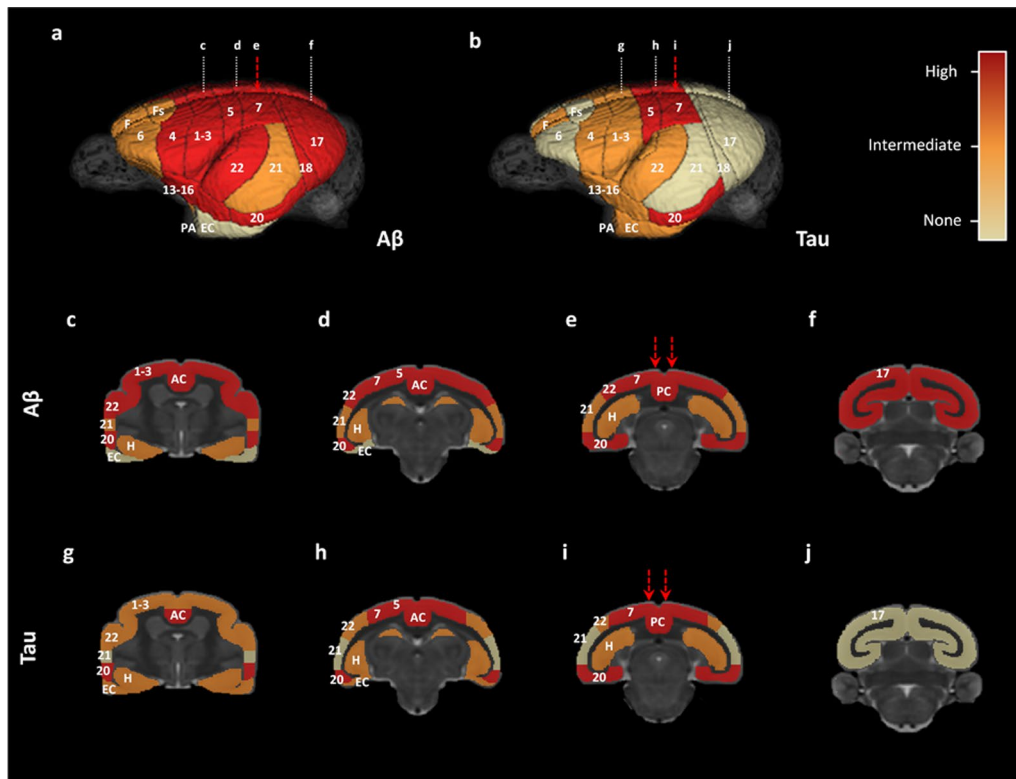 a
c
d
e
f
b
g
h
i
j
High
Fs
F
6
4
1-3
5
7
17
22
21
18
13-16
20
PA
EC
Aβ
Fs
F
6
4
1-3
5
7
17
22
21
18
13-16
20
PA
EC
Tau
Intermediate
None
c
d
e
f
Aβ
1-3
AC
22
21
20
H
EC
5
7
AC
22
21
H
20
EC
7
22
PC
21
H
20
17
g
h
i
j
Tau
1-3
AC
22
21
20
H
EC
5
7
AC
22
21
H
20
EC
7
22
PC
21
H
20
17